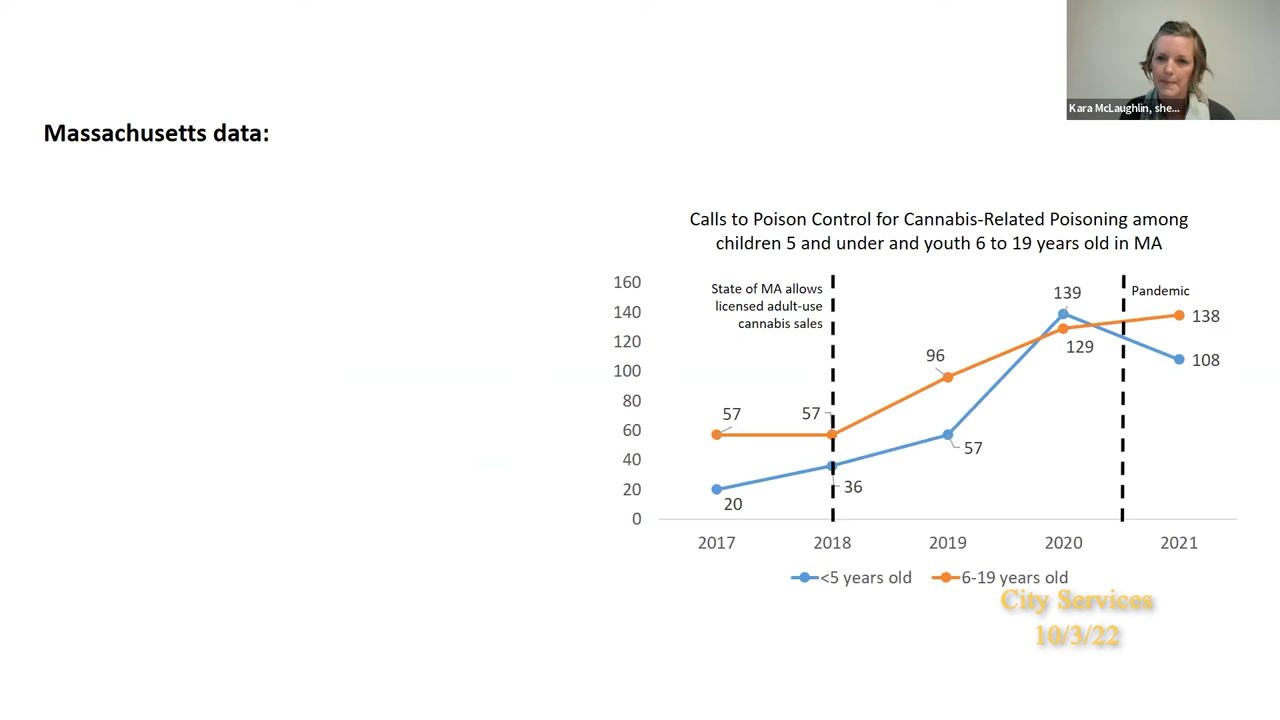 Kara McLaughlin, she...
Massachusetts data:
Calls to Poison Control for Cannabis-Related Poisoning among
children 5 and under and youth 6 to 19 years old in MA
160
140
120
100
80
60
40
20
0
State of MA allows
licensed adult-use
cannabis sales
Pandemic
57
57
96
129
138
20
36
57
139
108
2017 2018 2019 2020 2021
<5 years old 6-19 years old
City Services
10/3/22